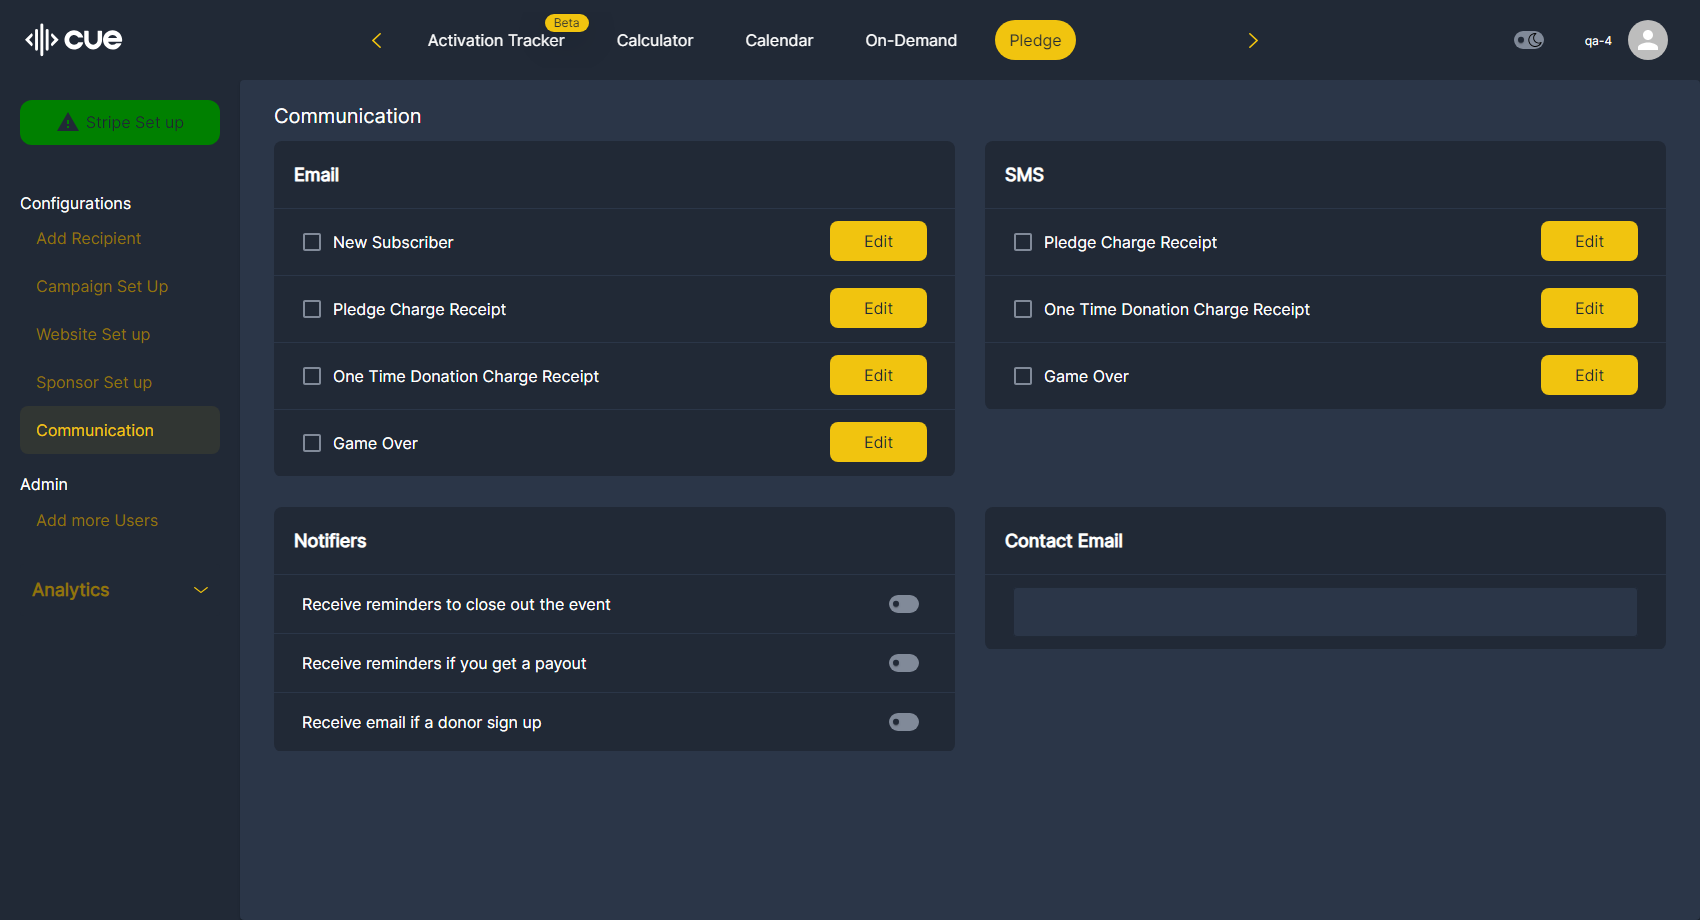 cue
Beta
Activation Tracker
Calculator
Calendar
On-Demand
Pledge
qa-4
Stripe Set up
Configurations
Add Recipient
Campaign Set Up
Website Set up
Sponsor Set up
Communication
Admin
Add more Users
Analytics
Communication
Email
New Subscriber Edit
Pledge Charge Receipt Edit
One Time Donation Charge Receipt Edit
Game Over Edit
SMS
Pledge Charge Receipt Edit
One Time Donation Charge Receipt Edit
Game Over Edit
Notifiers
Receive reminders to close out the event
Receive reminders if you get a payout
Receive email if a donor sign up
Contact Email